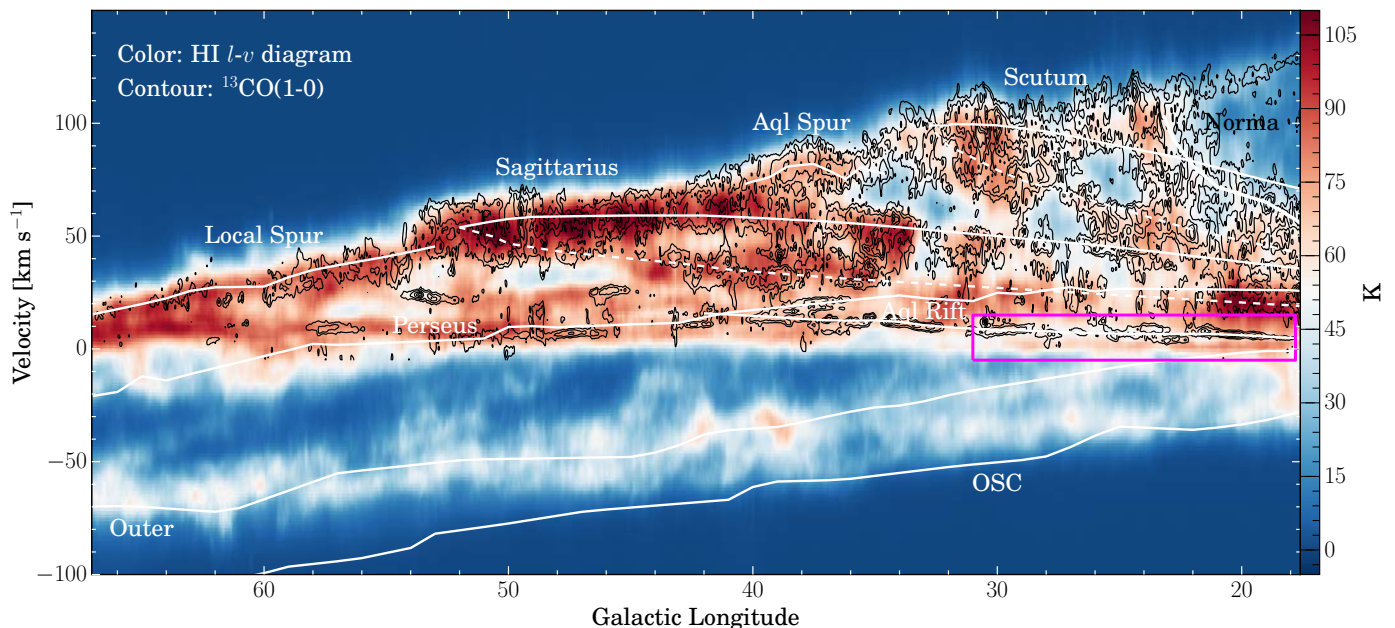 Color: HI l-v diagram
Contour: ¹³CO(1-0)
Scutum
Aql Spur
Norma
Sagittarius
Local Spur
Perseus
Aql Rift
Outer
OSC
Velocity [km s⁻¹]
100
50
0
−50
−100
60
50
40
30
20
Galactic Longitude
105
90
75
60
45
30
15
0
K